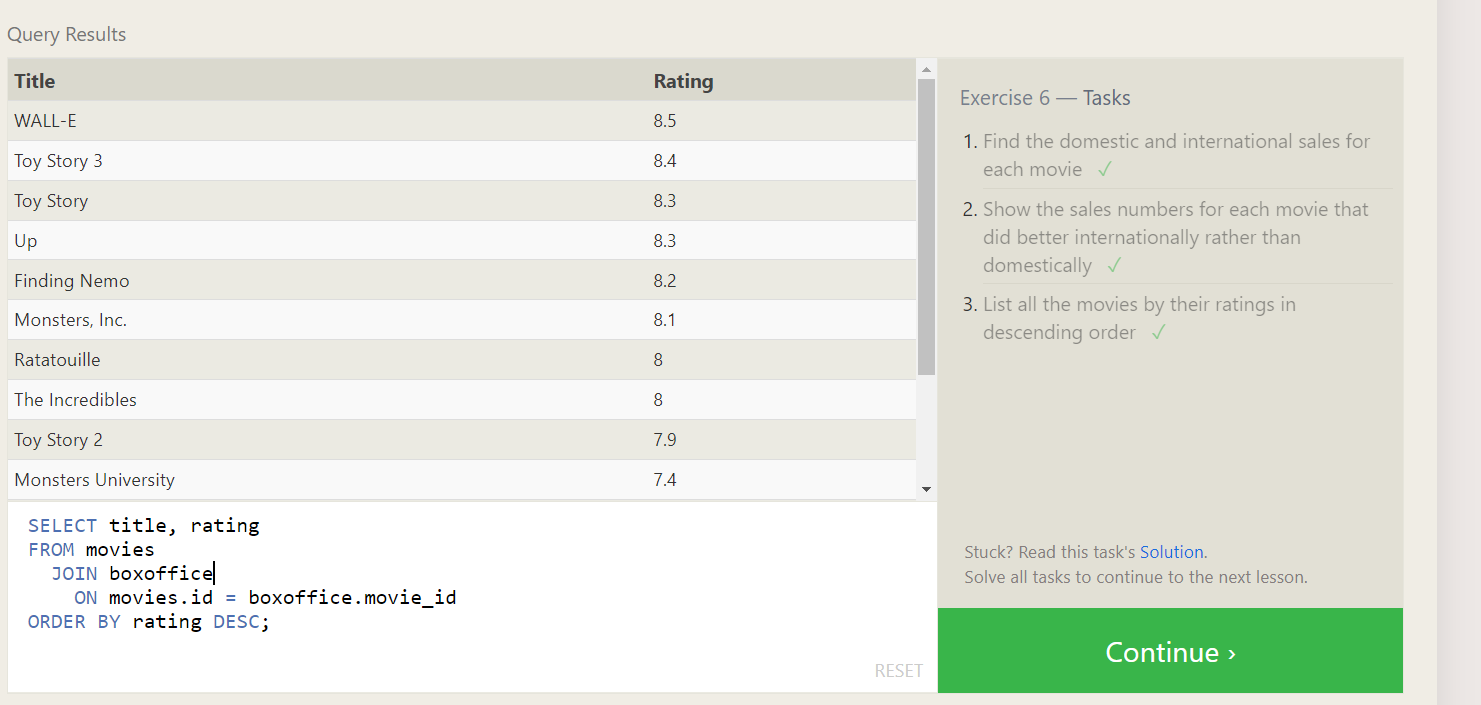 Query Results
Title Rating
WALL-E 8.5
Toy Story 3 8.4
Toy Story 8.3
Up 8.3
Finding Nemo 8.2
Monsters, Inc. 8.1
Ratatouille 8
The Incredibles 8
Toy Story 2 7.9
Monsters University 7.4
SELECT title, rating
FROM movies
  JOIN boxoffice
    ON movies.id = boxoffice.movie_id
ORDER BY rating DESC;
RESET
Exercise 6 — Tasks
1. Find the domestic and international sales for
each movie ✓
2. Show the sales numbers for each movie that
did better internationally rather than
domestically ✓
3. List all the movies by their ratings in
descending order ✓
Stuck? Read this task's Solution.
Solve all tasks to continue to the next lesson.
Continue ›